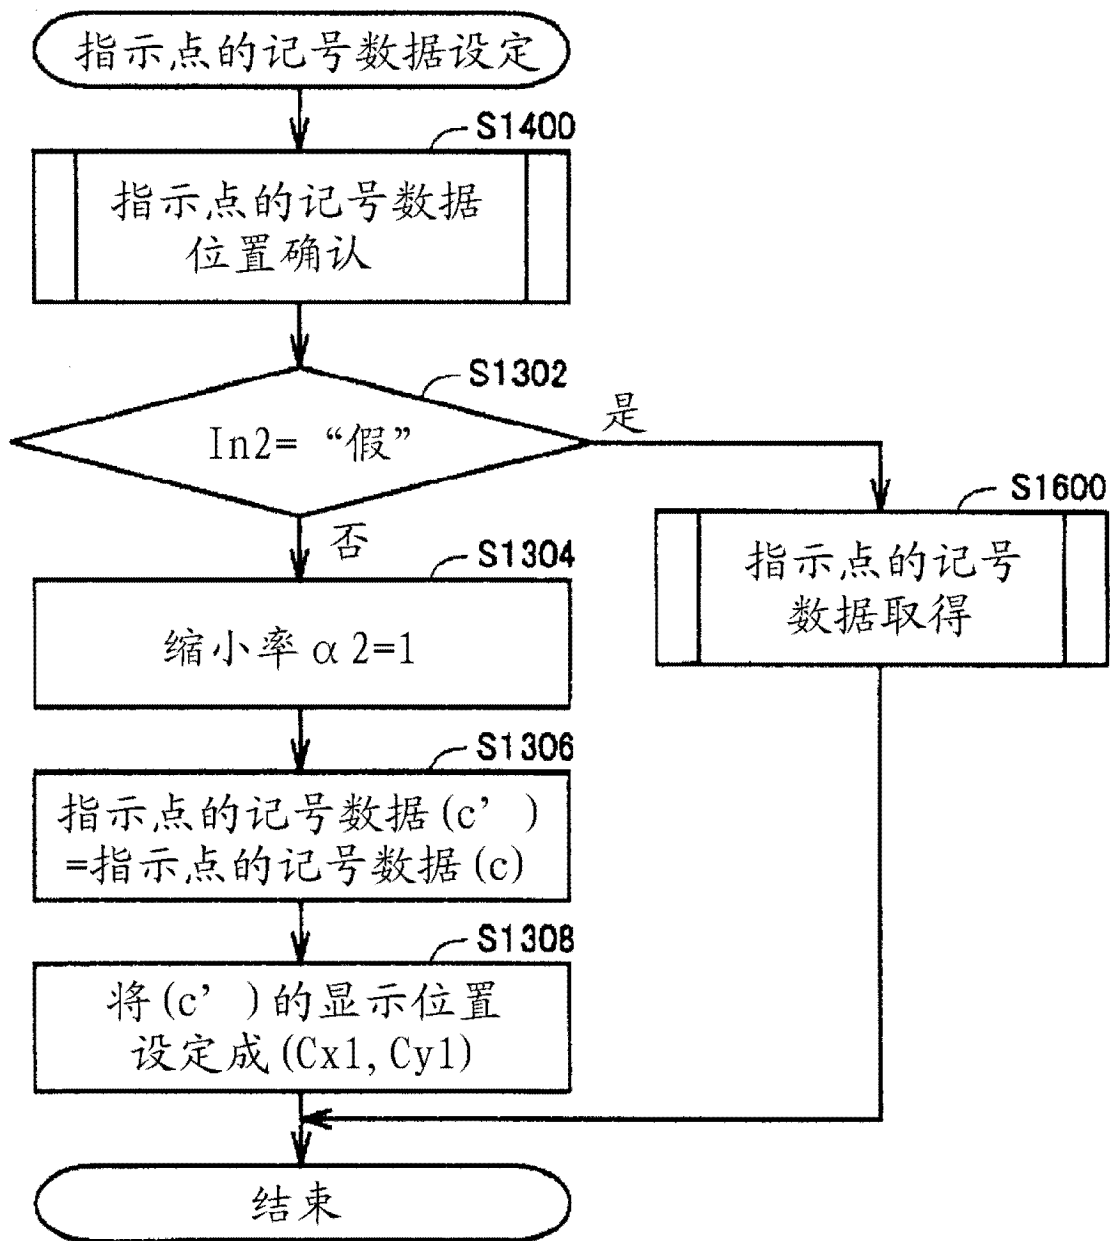 指示点的记号数据设定
S1400
指示点的记号数据
位置确认
S1302
In2= “假”
是
S1600
指示点的记号
数据取得
否
S1304
缩小率α2=1
S1306
指示点的记号数据(c’)
=指示点的记号数据(c)
S1308
将(c’)的显示位置
设定成(Cx1,Cy1)
结束